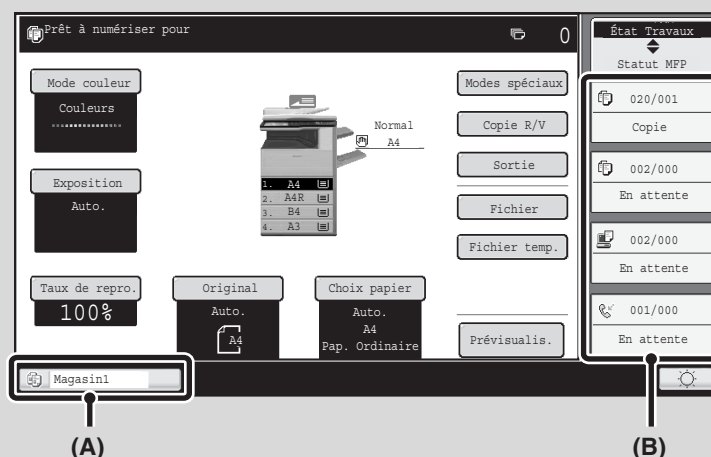 Prêt à numériser pour
0
État Travaux
Statut MFP
Mode couleur
Couleurs
Exposition
Auto.
Taux de repro.
100%
Original
Auto.
A4
Choix papier
Auto.
A4
Pap. Ordinaire
Normal
A4
1. A4
2. A4R
3. B4
4. A3
Modes spéciaux
Copie R/V
Sortie
Fichier
Fichier temp.
Prévisualis.
020/001
Copie
002/000
En attente
002/000
En attente
001/000
En attente
Magasin1
(A)
(B)